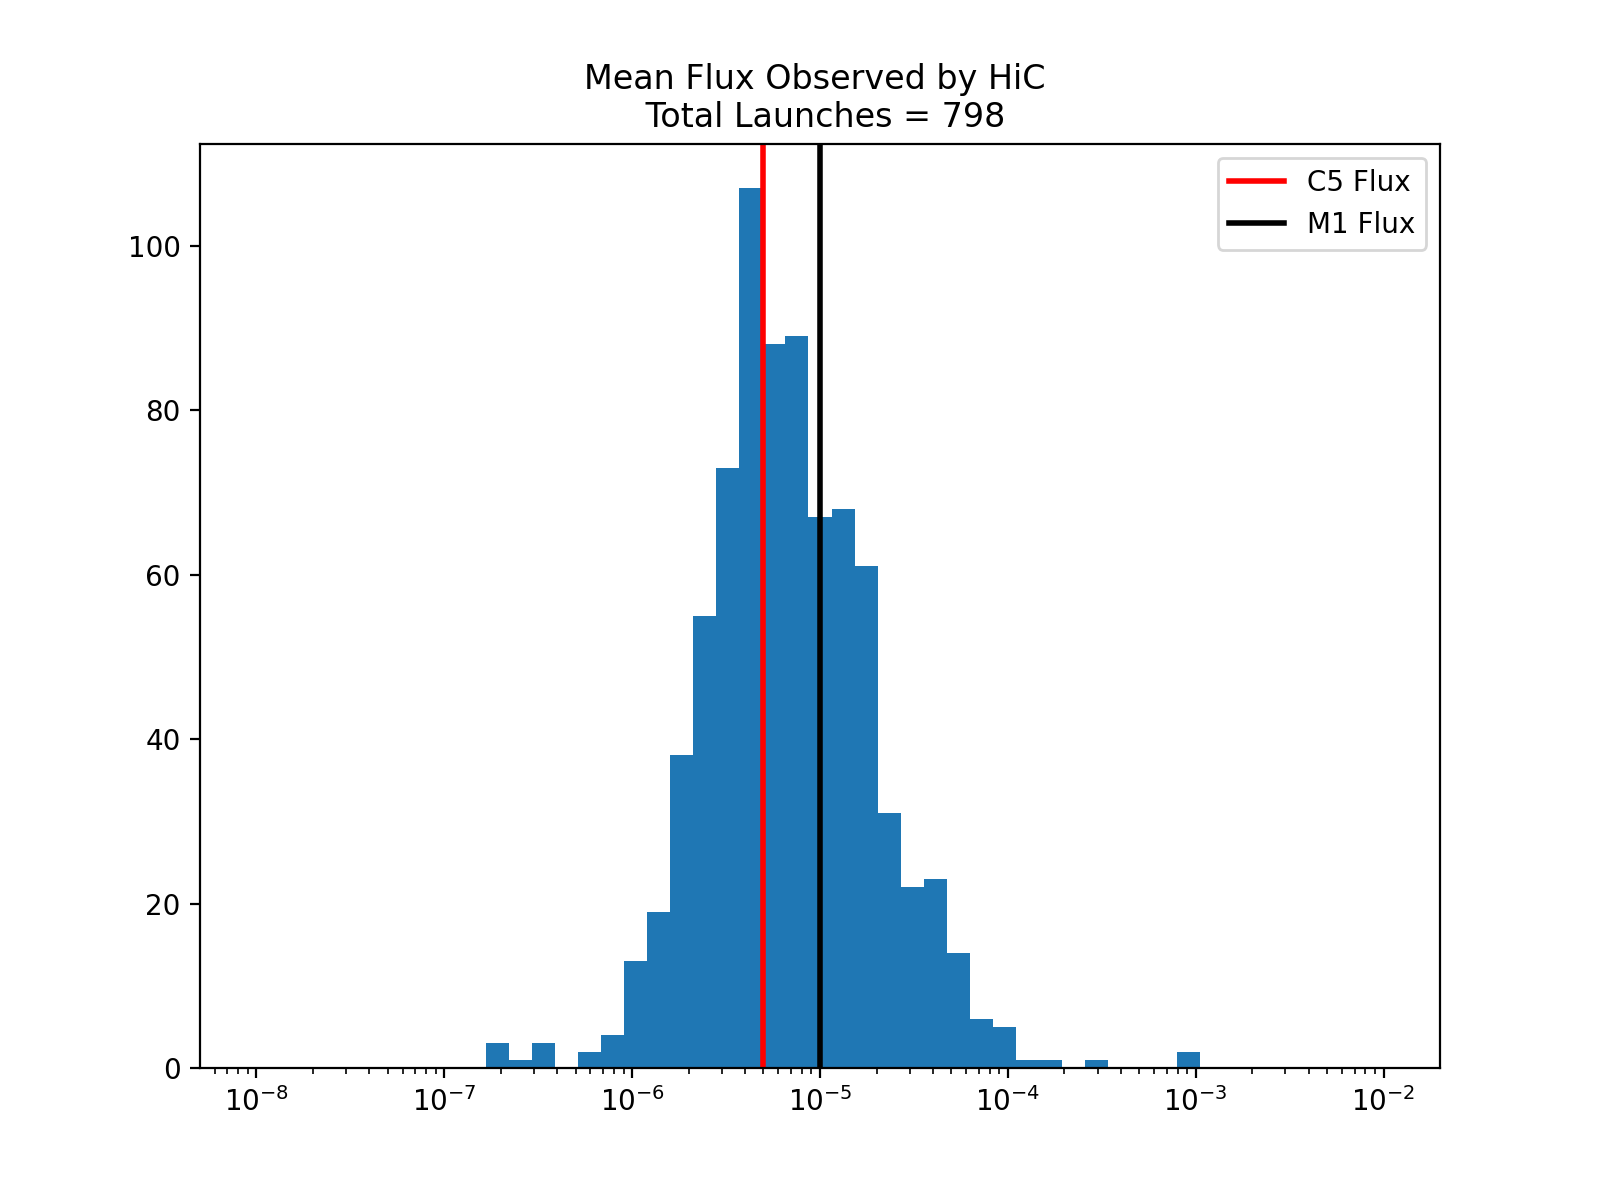 Mean Flux Observed by HiC
Total Launches = 798
C5 Flux
M1 Flux
100
80
60
40
20
0
10⁻⁸ 10⁻⁷ 10⁻⁶ 10⁻⁵ 10⁻⁴ 10⁻³ 10⁻²